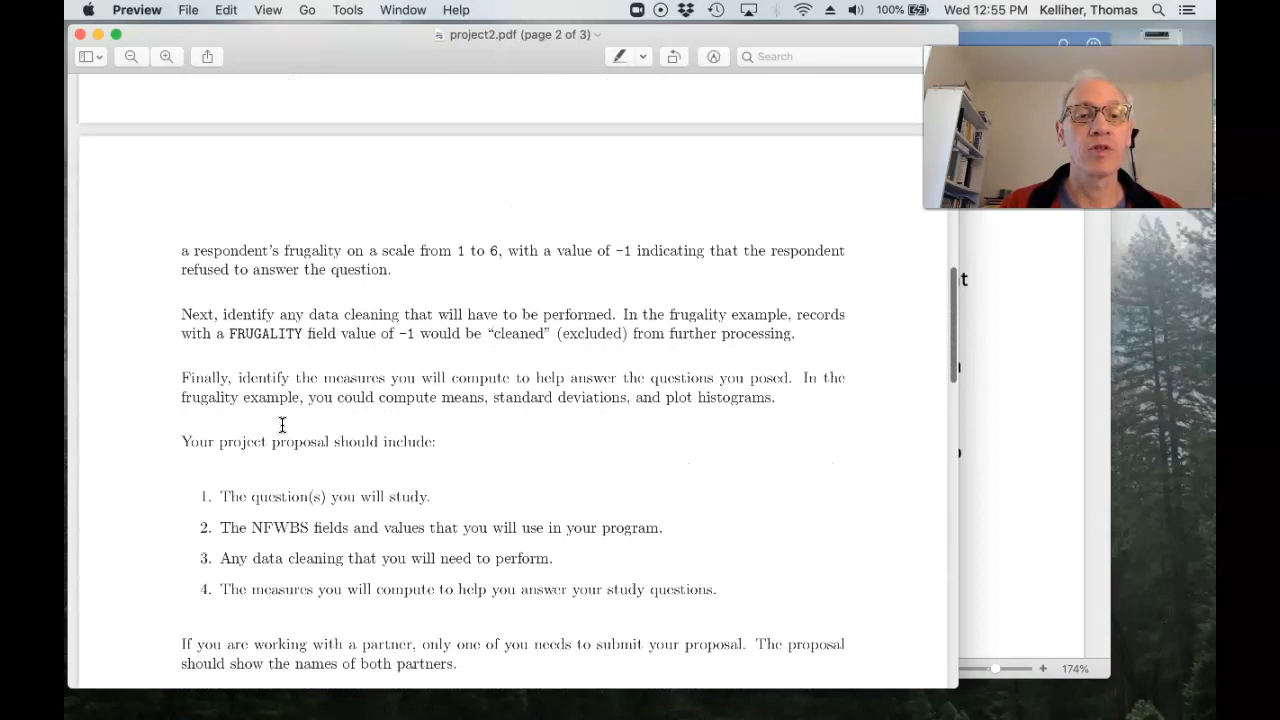 Preview File Edit View Go Tools Window Help 100% Wed 12:55 PM Kelliher, Thomas
project2.pdf (page 2 of 3)
Search
a respondent's frugality on a scale from 1 to 6, with a value of -1 indicating that the respondent
refused to answer the question.
Next, identify any data cleaning that will have to be performed. In the frugality example, records
with a FRUGALITY field value of -1 would be “cleaned” (excluded) from further processing.
Finally, identify the measures you will compute to help answer the questions you posed. In the
frugality example, you could compute means, standard deviations, and plot histograms.
Your project proposal should include:
1. The question(s) you will study.
2. The NFWBS fields and values that you will use in your program.
3. Any data cleaning that you will need to perform.
4. The measures you will compute to help you answer your study questions.
If you are working with a partner, only one of you needs to submit your proposal. The proposal
should show the names of both partners.
174%